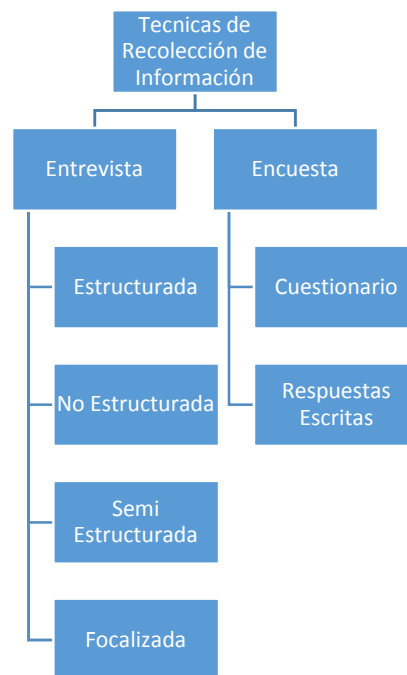 Tecnicas de
Recolección de
Información
Entrevista
Encuesta
Estructurada
Cuestionario
No Estructurada
Respuestas
Escritas
Semi
Estructurada
Focalizada